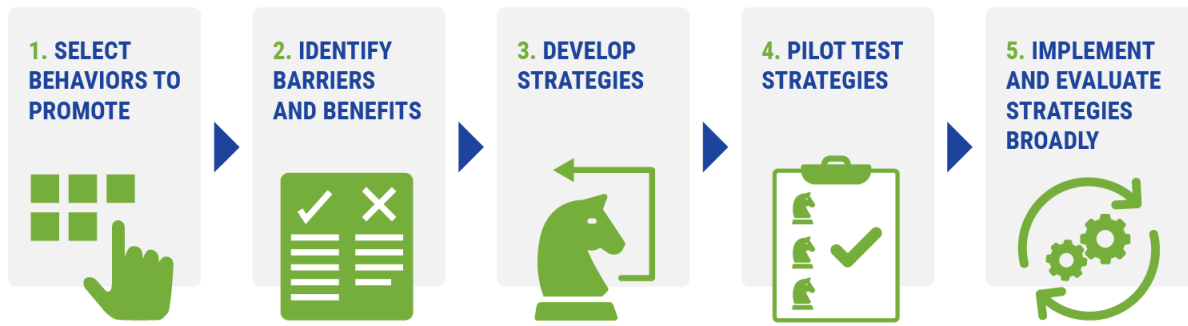 1. SELECT
BEHAVIORS TO
PROMOTE
2. IDENTIFY
BARRIERS
AND BENEFITS
3. DEVELOP
STRATEGIES
4. PILOT TEST
STRATEGIES
5. IMPLEMENT
AND EVALUATE
STRATEGIES
BROADLY